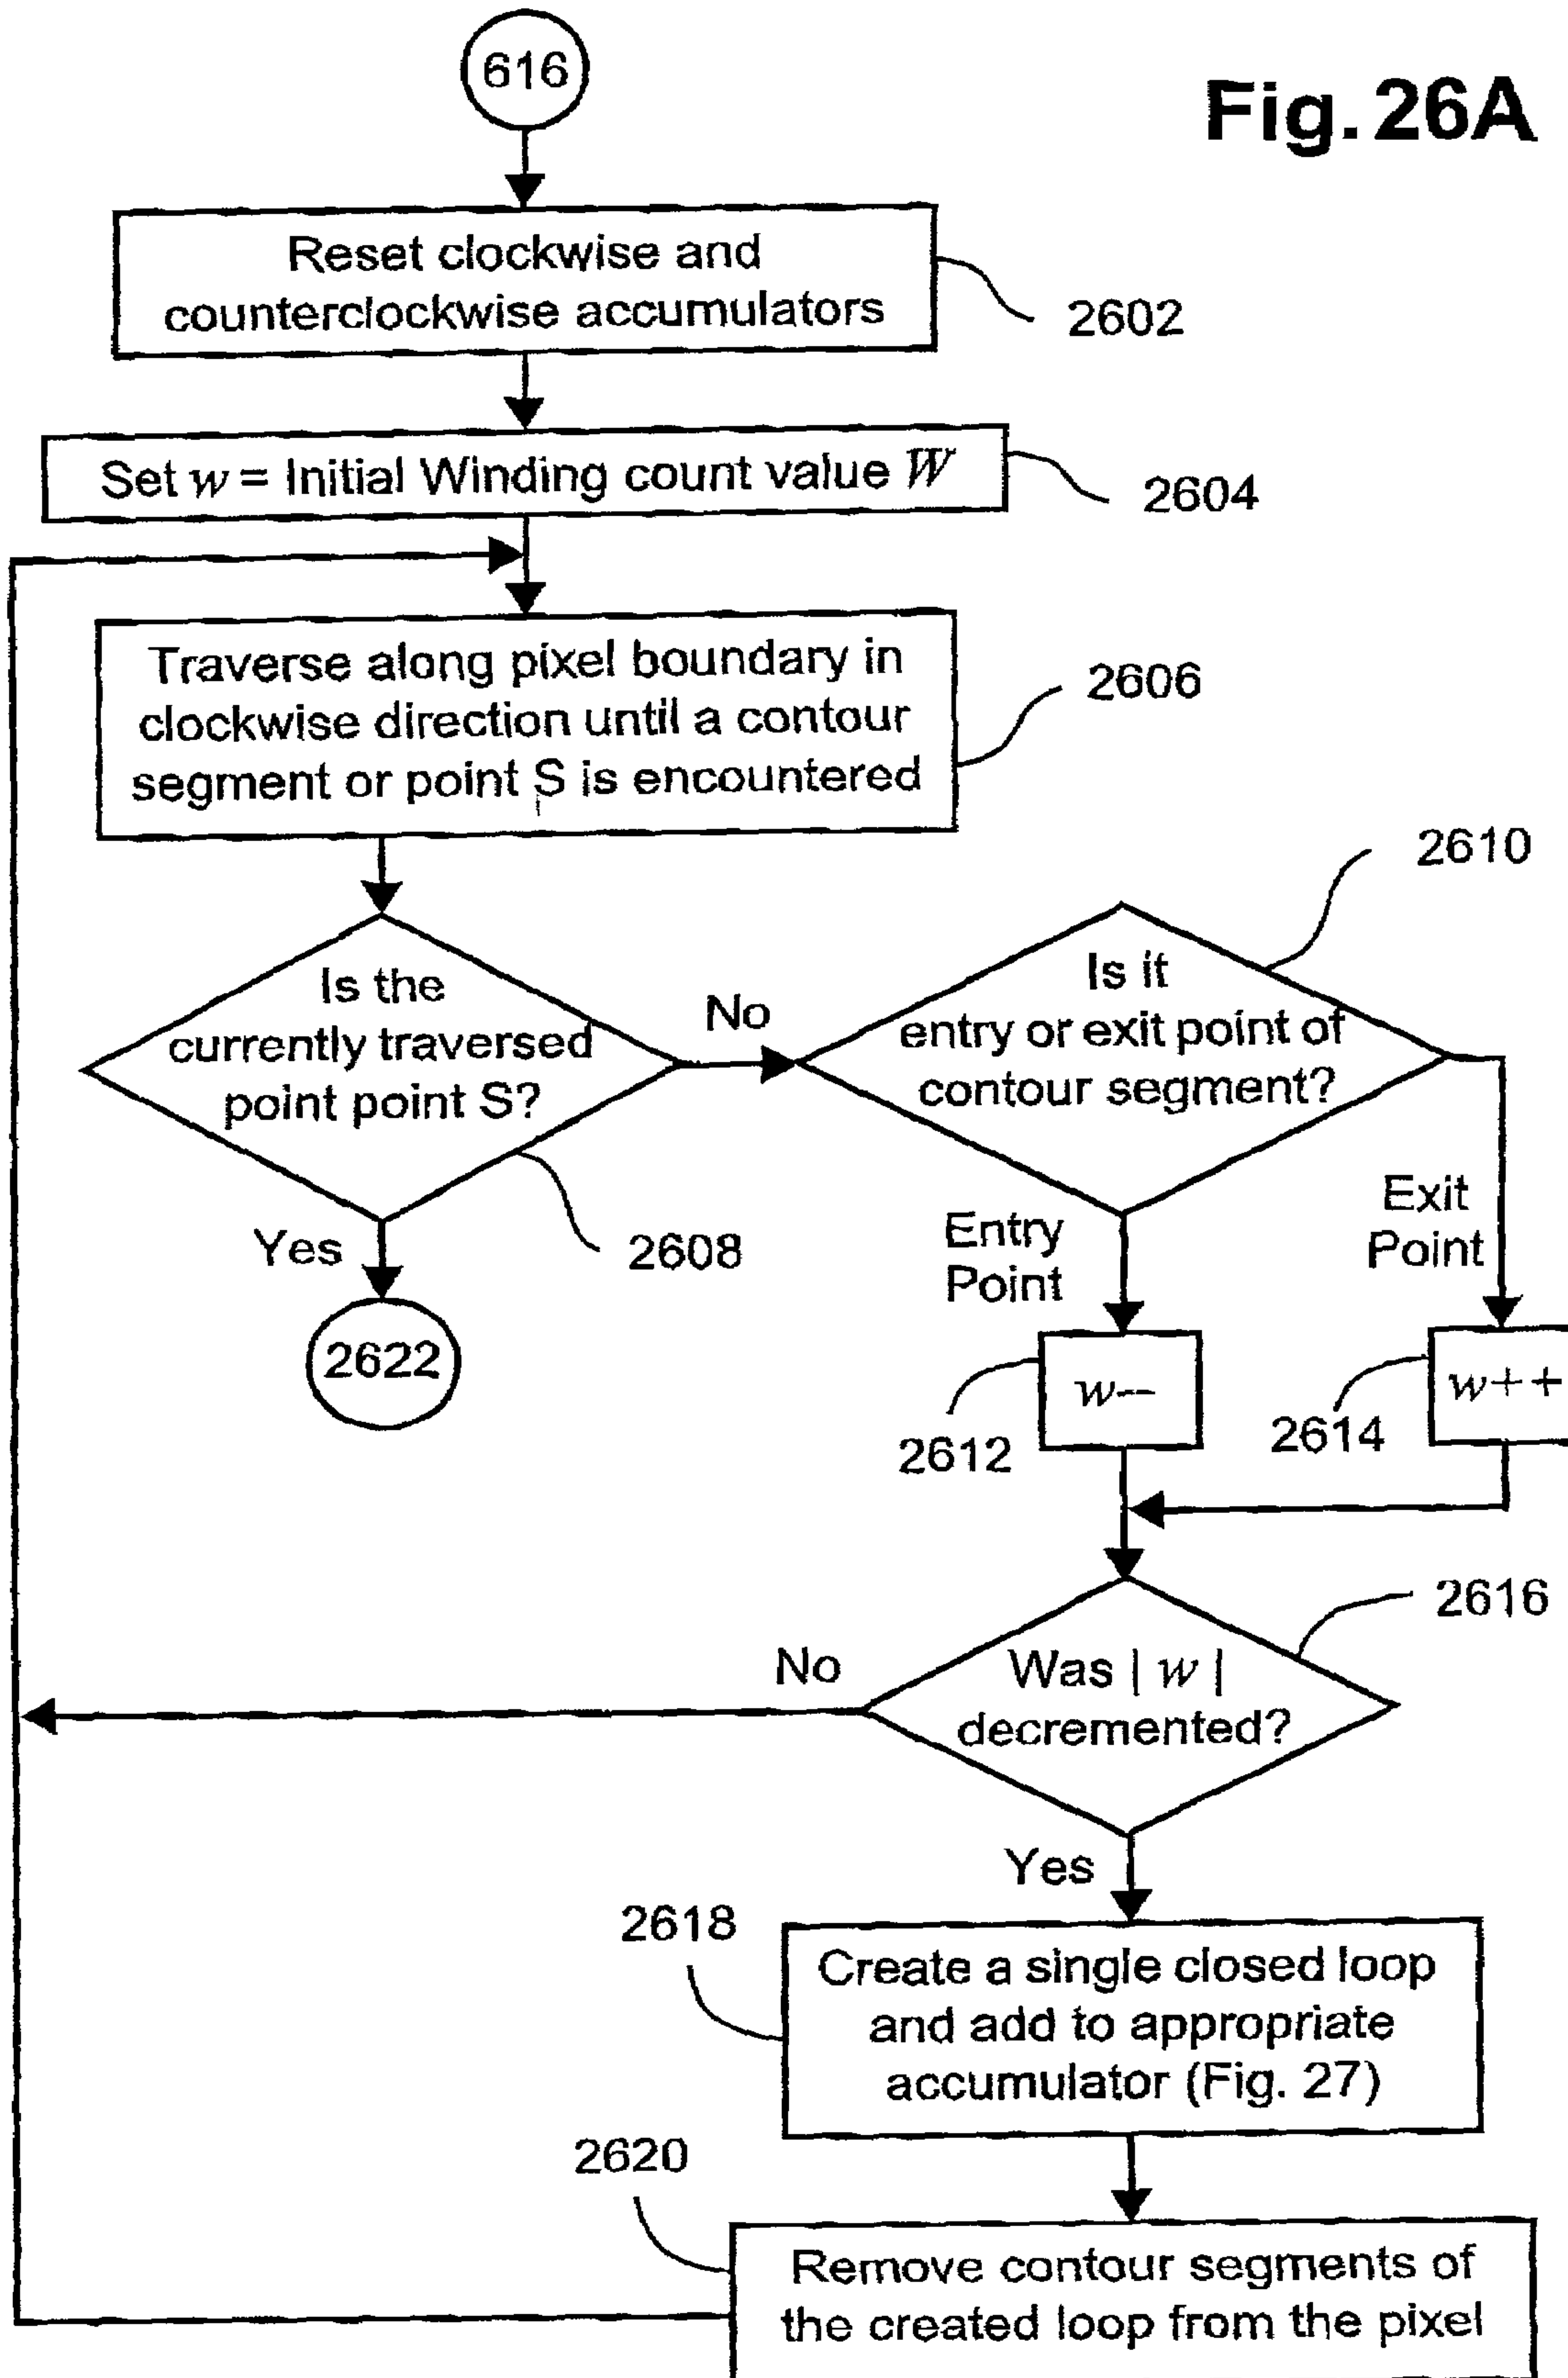 616
Fig. 26A
Reset clockwise and
counterclockwise accumulators
2602
Set w = Initial Winding count value W
2604
Traverse along pixel boundary in
clockwise direction until a contour
segment or point S is encountered
2606
2610
Is the
currently traversed
point point S?
No
Is it
entry or exit point of
contour segment?
Yes
2608
Entry
Point
Exit
Point
2622
w--
2612
w++
2614
2616
No
Was | w |
decremented?
Yes
2618
Create a single closed loop
and add to appropriate
accumulator (Fig. 27)
2620
Remove contour segments of
the created loop from the pixel